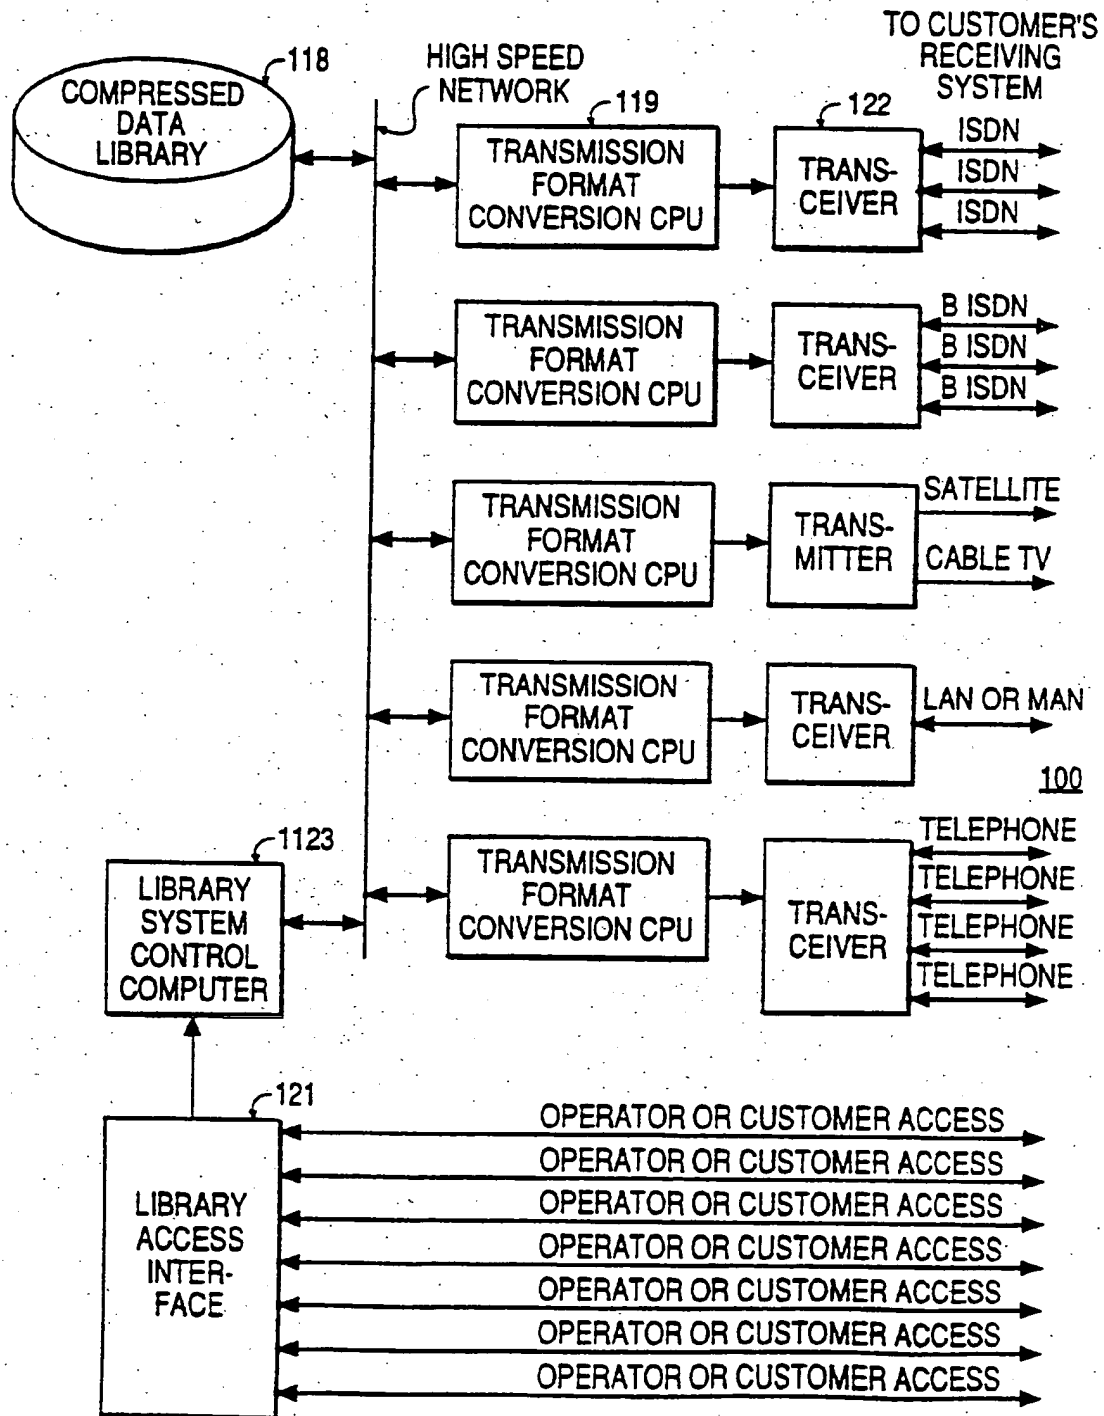 TO CUSTOMER'S
RECEIVING
SYSTEM
118
COMPRESSED
DATA
LIBRARY
HIGH SPEED
NETWORK
119
TRANSMISSION
FORMAT
CONVERSION CPU
122
TRANS-
CEIVER
ISDN
ISDN
ISDN
TRANSMISSION
FORMAT
CONVERSION CPU
TRANS-
CEIVER
B ISDN
B ISDN
B ISDN
TRANSMISSION
FORMAT
CONVERSION CPU
TRANS-
MITTER
SATELLITE
CABLE TV
TRANSMISSION
FORMAT
CONVERSION CPU
TRANS-
CEIVER
LAN OR MAN
100
1123
LIBRARY
SYSTEM
CONTROL
COMPUTER
TRANSMISSION
FORMAT
CONVERSION CPU
TRANS-
CEIVER
TELEPHONE
TELEPHONE
TELEPHONE
TELEPHONE
121
LIBRARY
ACCESS
INTER-
FACE
OPERATOR OR CUSTOMER ACCESS
OPERATOR OR CUSTOMER ACCESS
OPERATOR OR CUSTOMER ACCESS
OPERATOR OR CUSTOMER ACCESS
OPERATOR OR CUSTOMER ACCESS
OPERATOR OR CUSTOMER ACCESS
OPERATOR OR CUSTOMER ACCESS